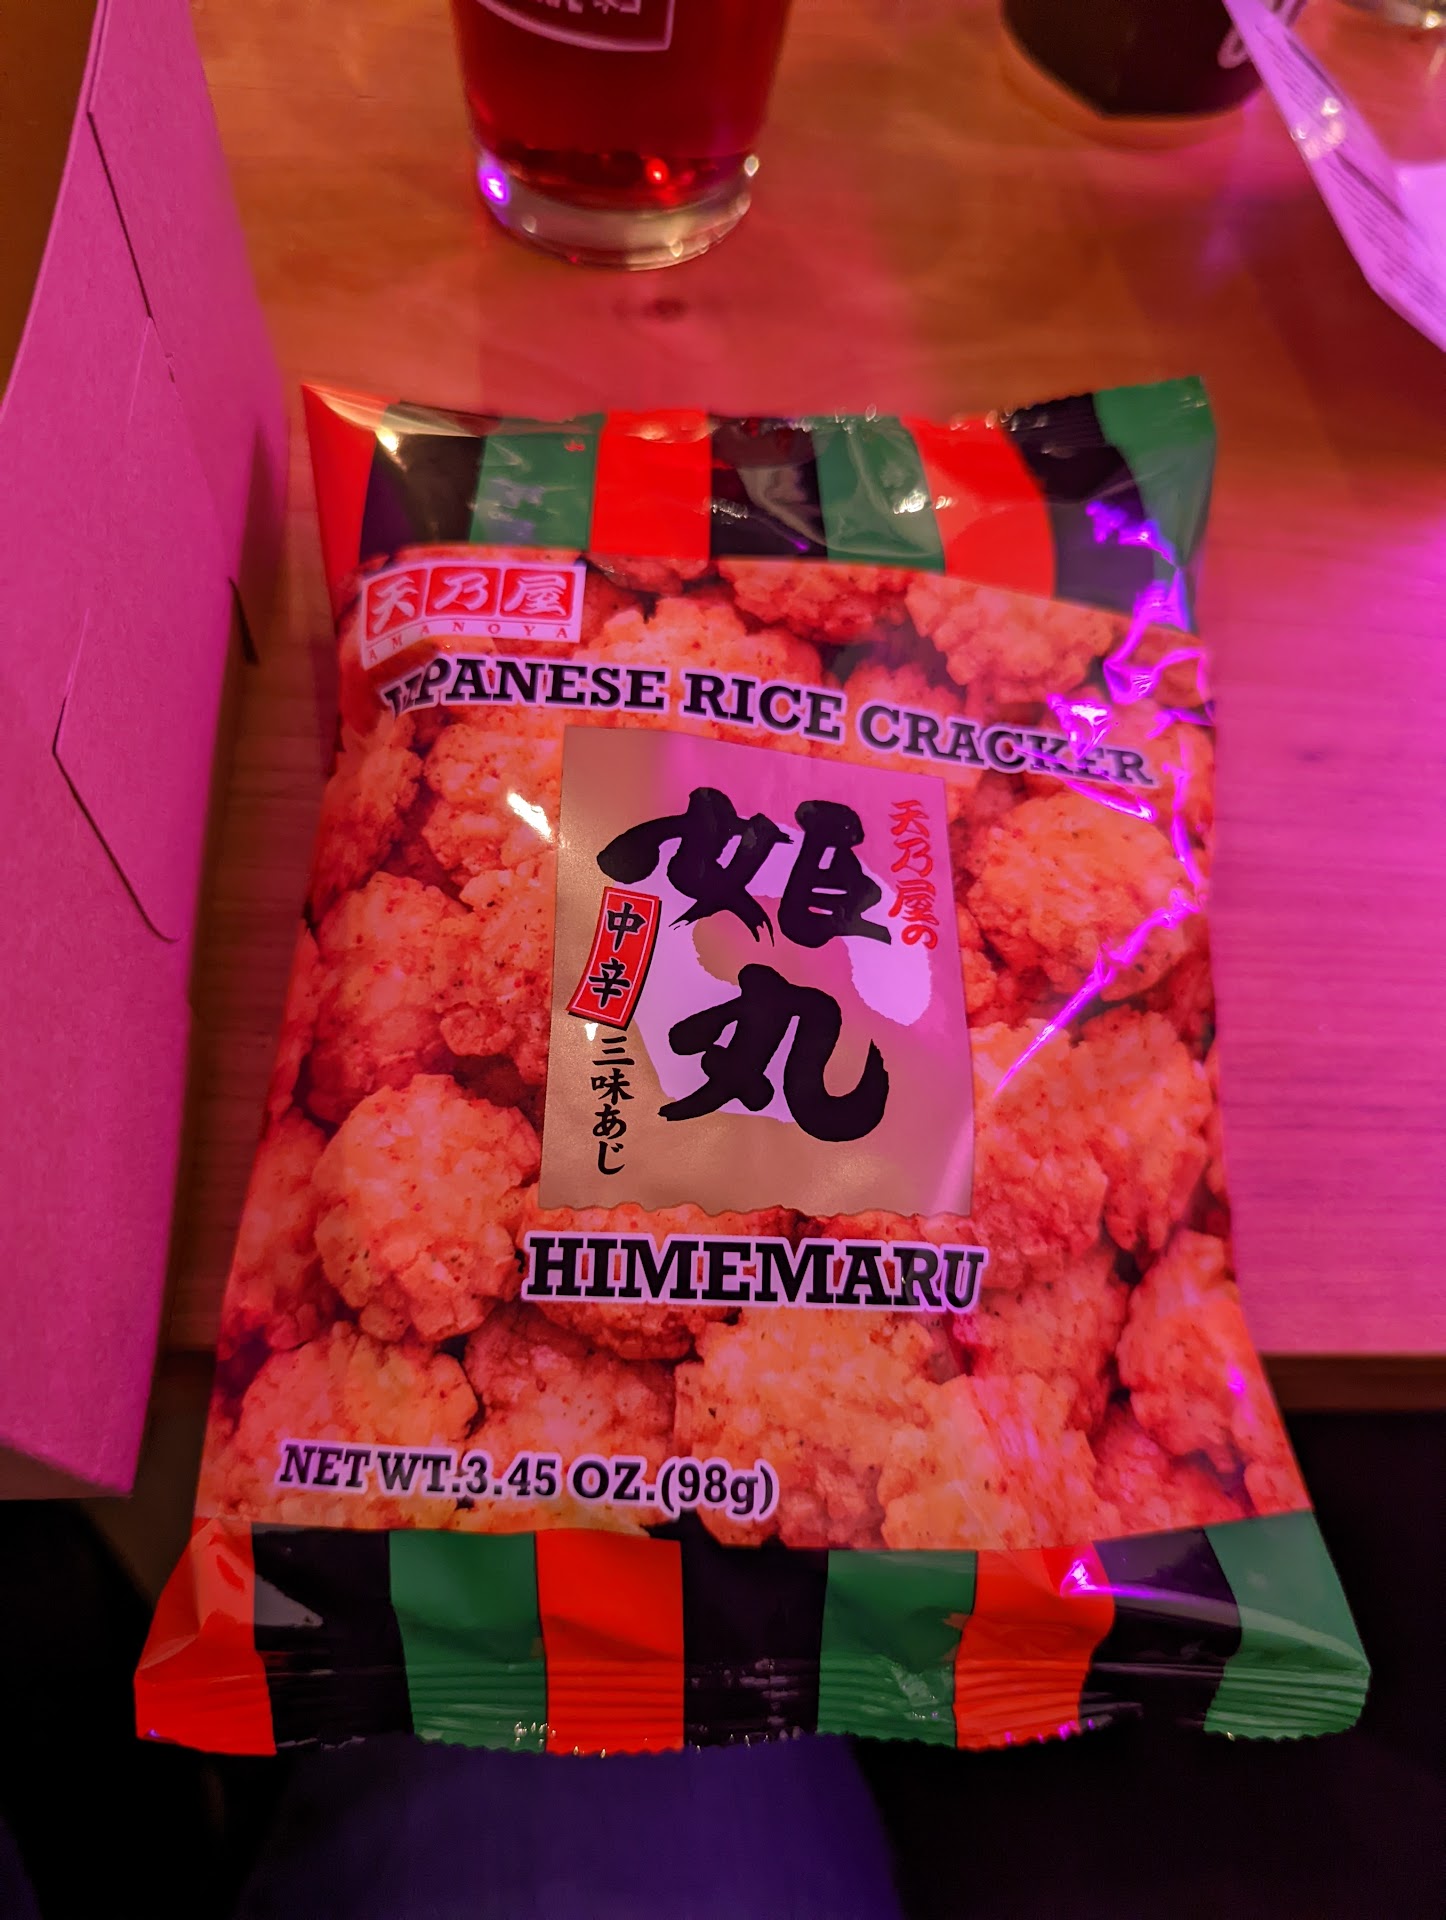 天乃屋
AMANOYA
JAPANESE RICE CRACKER
天乃屋の
姫丸
中辛
三味あじ
HIMEMARU
NET WT.3.45 OZ.(98g)